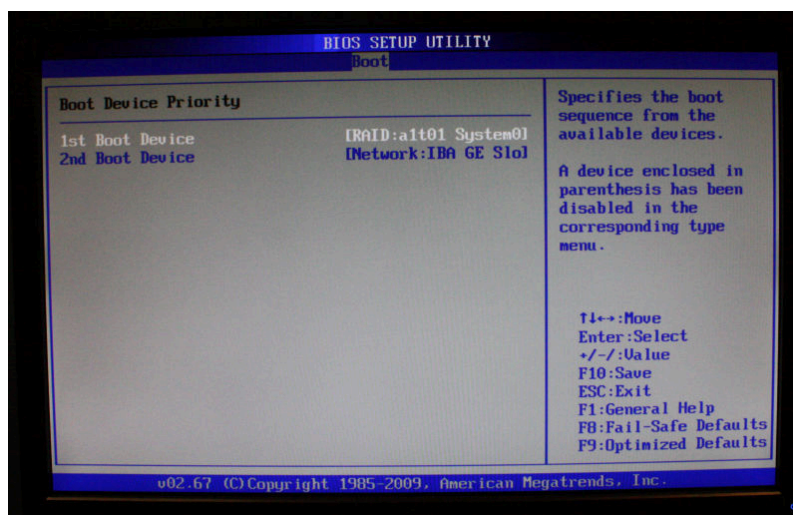 BIOS SETUP UTILITY
Boot
Boot Device Priority
1st Boot Device [RAID:a1t01 System0]
2nd Boot Device [Network:IBA GE Slo]
Specifies the boot
sequence from the
available devices.
A device enclosed in
parenthesis has been
disabled in the
corresponding type
menu.
↑↓←→:Move
Enter:Select
+/-/:Value
F10:Save
ESC:Exit
F1:General Help
F8:Fail-Safe Defaults
F9:Optimized Defaults
v02.67 (C)Copyright 1985-2009, American Megatrends, Inc.